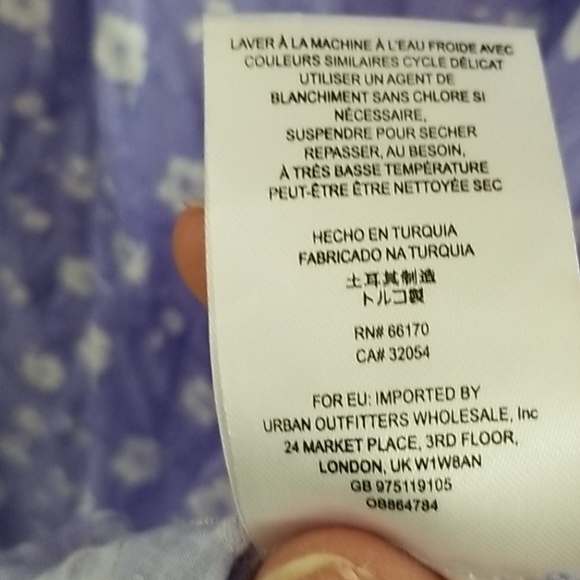 LAVER À LA MACHINE À L'EAU FROIDE AVEC
COULEURS SIMILAIRES CYCLE DÉLICAT
UTILISER UN AGENT DE
BLANCHIMENT SANS CHLORE SI
NÉCESSAIRE,
SUSPENDRE POUR SECHER
REPASSER, AU BESOIN,
À TRÈS BASSE TEMPÉRATURE
PEUT-ÊTRE ÊTRE NETTOYÉE SEC
HECHO EN TURQUIA
FABRICADO NA TURQUIA
土耳其制造
トルコ製
RN# 66170
CA# 32054
FOR EU: IMPORTED BY
URBAN OUTFITTERS WHOLESALE, Inc
24 MARKET PLACE, 3RD FLOOR,
LONDON, UK W1W8AN
GB 975119105
OB864784